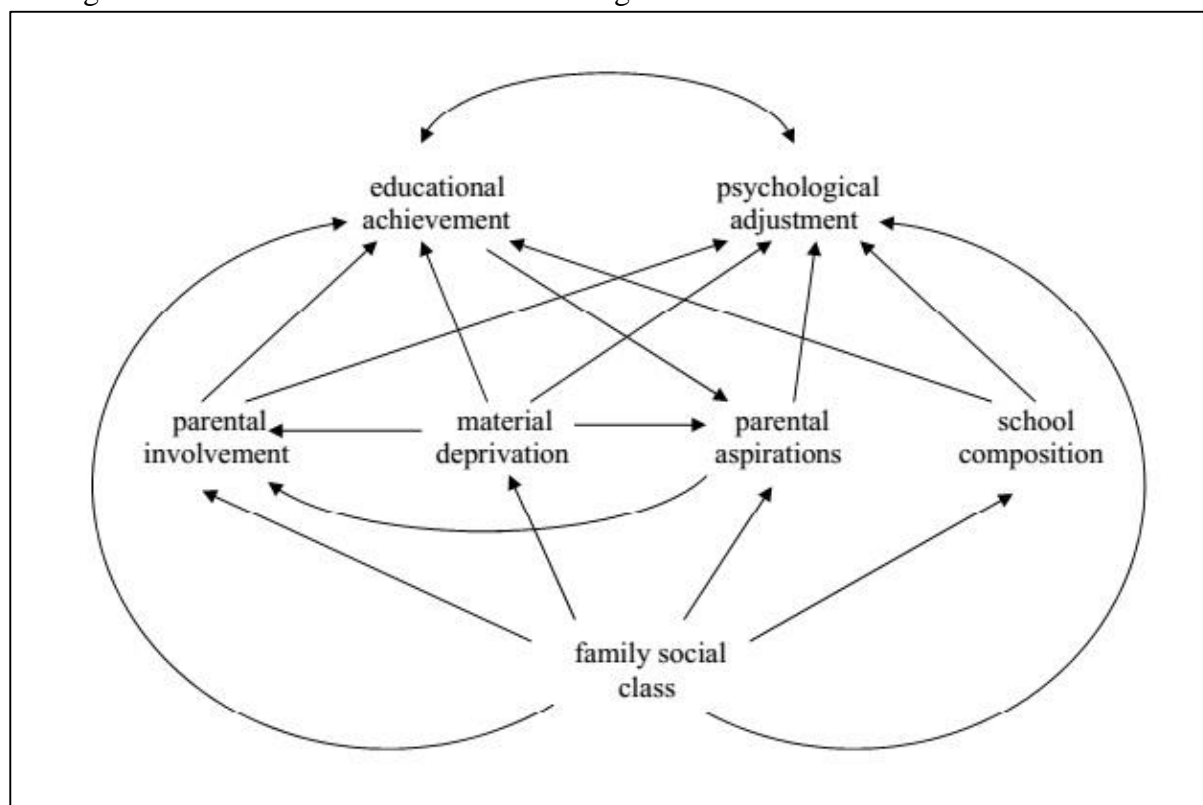 educational
achievement
psychological
adjustment
parental
involvement
material
deprivation
parental
aspirations
school
composition
family social
class